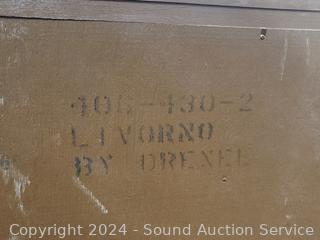 406-430-2
LIVORNO
BY DREXEL
Copyright 2024 - Sound Auction Service